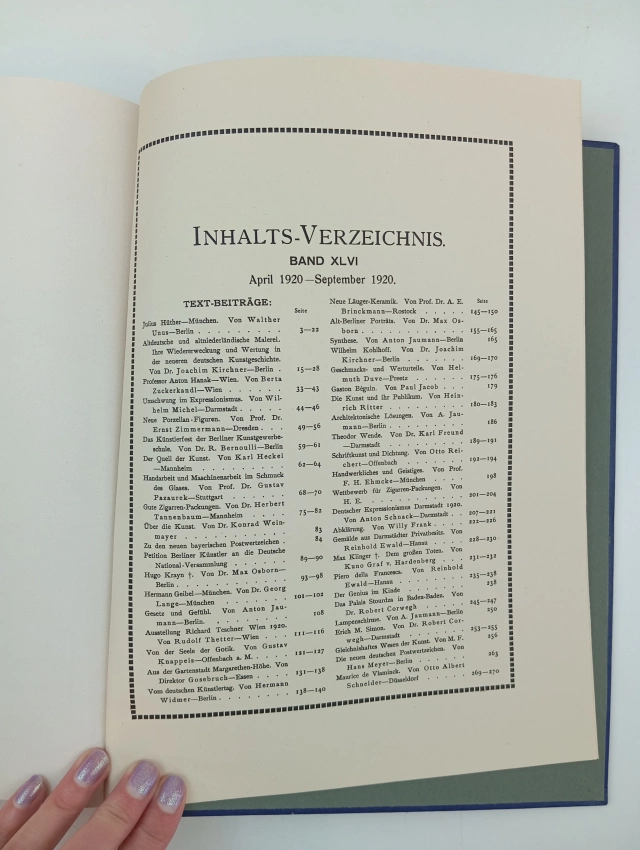 INHALTS-VERZEICHNIS.
BAND XLVI
April 1920—September 1920.
TEXT-BEITRÄGE:
Seite
Julius Hüther—München. Von Walther
Unus—Berlin . . . . . . . . . 3—22
Altdeutsche und altniederländische Malerei.
Ihre Wiedererweckung und Wertung in
der neueren deutschen Kunstgeschichte.
Von Dr. Joachim Kirchner—Berlin . 15—28
Professor Anton Hanak—Wien. Von Berta
Zuckerkandl—Wien . . . . . . 33—43
Umschwung im Expressionismus. Von Wil-
helm Michel—Darmstadt . . . . . 44—46
Neue Porzellan-Figuren. Von Prof. Dr.
Ernst Zimmermann—Dresden . . . 49—56
Das Künstlerfest der Berliner Kunstgewerbe-
schule. Von Dr. R. Bernoulli—Berlin 59—61
Der Quell der Kunst. Von Karl Heckel
—Mannheim . . . . . . . . . 62—64
Handarbeit und Maschinenarbeit im Schmuck
des Glases. Von Prof. Dr. Gustav
Pazaurek—Stuttgart . . . . . . 68—70
Gute Zigarren-Packungen. Von Dr. Herbert
Tannenbaum—Mannheim . . . . 75—82
Über die Kunst. Von Dr. Konrad Wein-
mayer . . . . . . . . . . . 83
Zu den neuen bayerischen Postwertzeichen . 84
Petition Berliner Künstler an die Deutsche
National-Versammlung . . . . . . 89—90
Hugo Krayn †. Von Dr. Max Osborn—
Berlin . . . . . . . . . . . 93—98
Hermann Geibel—München. Von Dr. Georg
Lange—München . . . . . . . 101—102
Gesetz und Gefühl. Von Anton Jau-
mann—Berlin. . . . . . . . . 108
Ausstellung Richard Teschner Wien 1920.
Von Rudolf Thetter—Wien . . . . 111—116
Von der Seele der Gotik. Von Gustav
Knappeis—Offenbach a. M. . . . . 121—127
Aus der Gartenstadt Margarethen-Höhe. Von
Direktor Gosebruch—Essen . . . . 131—138
Vom deutschen Künstlertag. Von Hermann
Widmer—Berlin . . . . . . . . 138—140
Seite
Neue Läuger-Keramik. Von Prof. Dr. A. E.
Brinckmann—Rostock . . . . . . 145—150
Alt-Berliner Porträts. Von Dr. Max Os-
born . . . . . . . . . . . . 155—165
Synthese. Von Anton Jaumann—Berlin 165
Wilhelm Kohlhoff. Von Dr. Joachim
Kirchner—Berlin . . . . . . . 169—170
Geschmacks- und Werturteile. Von Hel-
muth Duve—Preetz . . . . . . 175—176
Gaston Béguin. Von Paul Jacob . . . 179
Die Kunst und ihr Publikum. Von Hein-
rich Ritter . . . . . . . . . . 180—183
Architektonische Lösungen. Von A. Jau-
mann—Berlin . . . . . . . . 186
Theodor Wende. Von Dr. Karl Freund
—Darmstadt . . . . . . . . . 189—191
Schriftkunst und Dichtung. Von Otto Rei-
chert—Offenbach . . . . . . . 192—194
Handwerkliches und Geistiges. Von Prof.
F. H. Ehmcke—München . . . . 198
Wettbewerb für Zigarren-Packungen. Von
H. E. . . . . . . . . . . . . 201—204
Deutscher Expressionismus Darmstadt 1920.
Von Anton Schnack—Darmstadt . . 207—221
Abklärung. Von Willy Frank . . . . 222—226
Gemälde aus Darmstädter Privatbesitz. Von
Reinhold Ewald—Hanau . . . . . 228—230
Max Klinger †. Dem großen Toten. Von
Kuno Graf v. Hardenberg . . . . 231—232
Piero della Francesca. Von Reinhold
Ewald—Hanau . . . . . . . . 235—238
Der Genius im Kinde . . . . . . . 238
Das Palais Stourdza in Baden-Baden. Von
Dr. Robert Corwegh . . . . . . 245—247
Lampenschirme. Von A. Jaumann—Berlin 250
Erich M. Simon. Von Dr. Robert Cor-
wegh—Darmstadt . . . . . . . 253—255
Gleichnishaftes Wesen der Kunst. Von M. F. 256
Die neuen deutschen Postwertzeichen. Von
Hans Meyer—Berlin . . . . . . 263
Maurice de Vlaminck. Von Otto Albert
Schneider—Düsseldorf . . . . . . 269—270